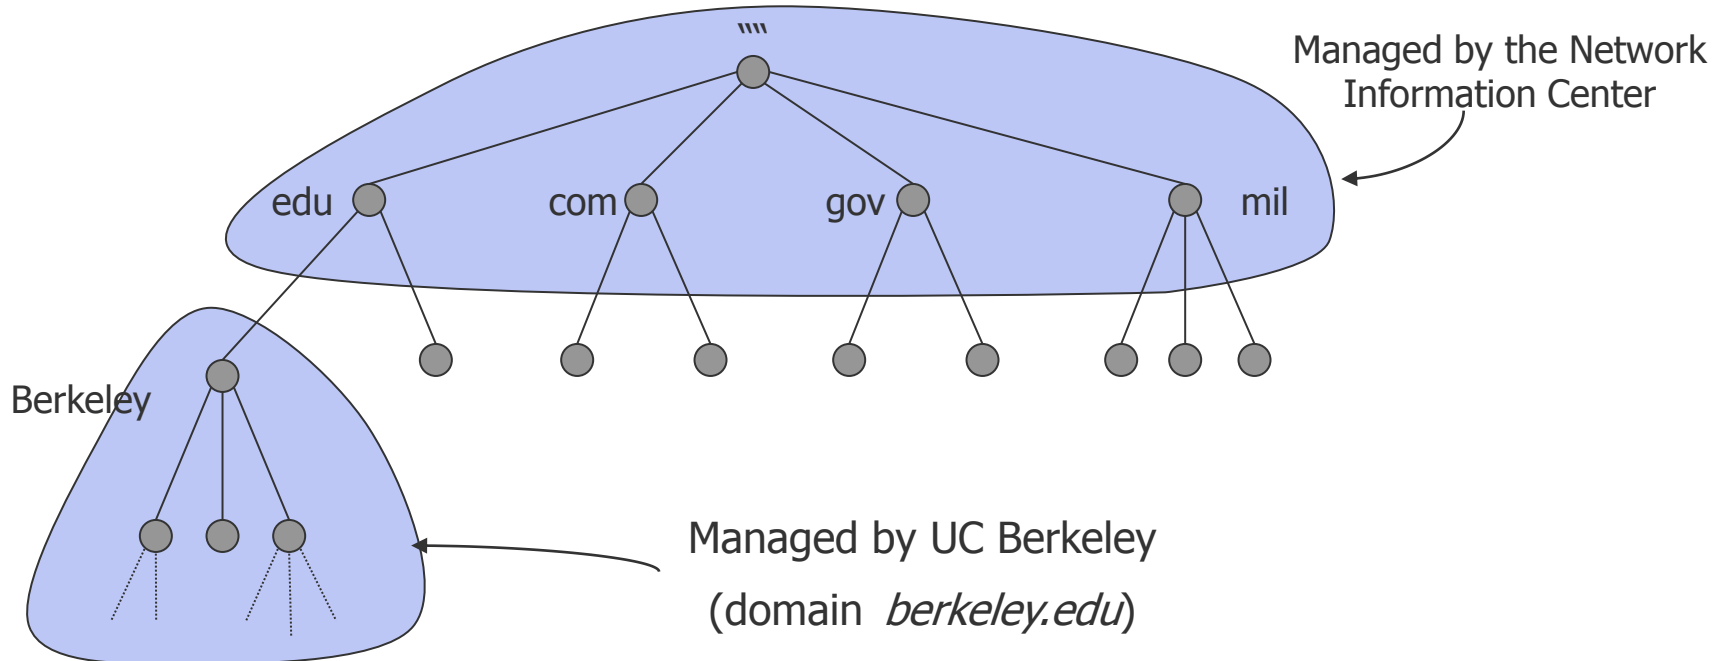 ""
Managed by the Network
Information Center
edu
com
gov
mil
Berkeley
Managed by UC Berkeley
(domain berkeley.edu)